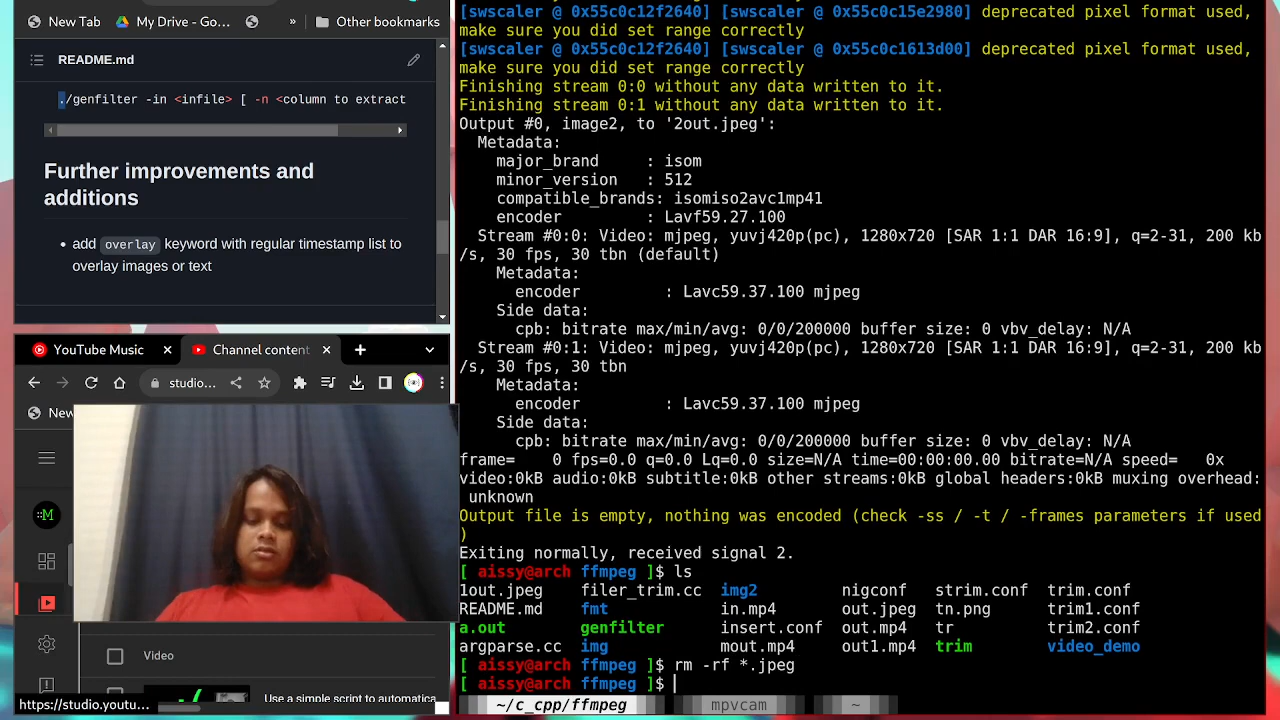 New Tab My Drive - Go... » Other bookmarks
README.md
./genfilter -in <infile> [ -n <column to extract
Further improvements and
additions
add overlay keyword with regular timestamp list to
overlay images or text
YouTube Music × Channel content × +
studio...
New
::M
Video
Use a simple script to automatica
https://studio.youtu...
[swscaler @ 0x55c0c12f2640] [swscaler @ 0x55c0c15e2980] deprecated pixel format used,
make sure you did set range correctly
[swscaler @ 0x55c0c12f2640] [swscaler @ 0x55c0c1613d00] deprecated pixel format used,
make sure you did set range correctly
Finishing stream 0:0 without any data written to it.
Finishing stream 0:1 without any data written to it.
Output #0, image2, to '2out.jpeg':
Metadata:
major_brand : isom
minor_version : 512
compatible_brands: isomiso2avc1mp41
encoder : Lavf59.27.100
Stream #0:0: Video: mjpeg, yuvj420p(pc), 1280x720 [SAR 1:1 DAR 16:9], q=2-31, 200 kb
/s, 30 fps, 30 tbn (default)
Metadata:
encoder : Lavc59.37.100 mjpeg
Side data:
cpb: bitrate max/min/avg: 0/0/200000 buffer size: 0 vbv_delay: N/A
Stream #0:1: Video: mjpeg, yuvj420p(pc), 1280x720 [SAR 1:1 DAR 16:9], q=2-31, 200 kb
/s, 30 fps, 30 tbn
Metadata:
encoder : Lavc59.37.100 mjpeg
Side data:
cpb: bitrate max/min/avg: 0/0/200000 buffer size: 0 vbv_delay: N/A
frame= 0 fps=0.0 q=0.0 Lq=0.0 size=N/A time=00:00:00.00 bitrate=N/A speed= 0x
video:0kB audio:0kB subtitle:0kB other streams:0kB global headers:0kB muxing overhead:
unknown
Output file is empty, nothing was encoded (check -ss / -t / -frames parameters if used
)
Exiting normally, received signal 2.
[ aissy@arch ffmpeg ]$ ls
1out.jpeg filer_trim.cc img2 nigconf strim.conf trim.conf
README.md fmt in.mp4 out.jpeg tn.png trim1.conf
a.out genfilter insert.conf out.mp4 tr trim2.conf
argparse.cc img mout.mp4 out1.mp4 trim video_demo
[ aissy@arch ffmpeg ]$ rm -rf *.jpeg
[ aissy@arch ffmpeg ]$
~/c_cpp/ffmpeg mpvcam ~